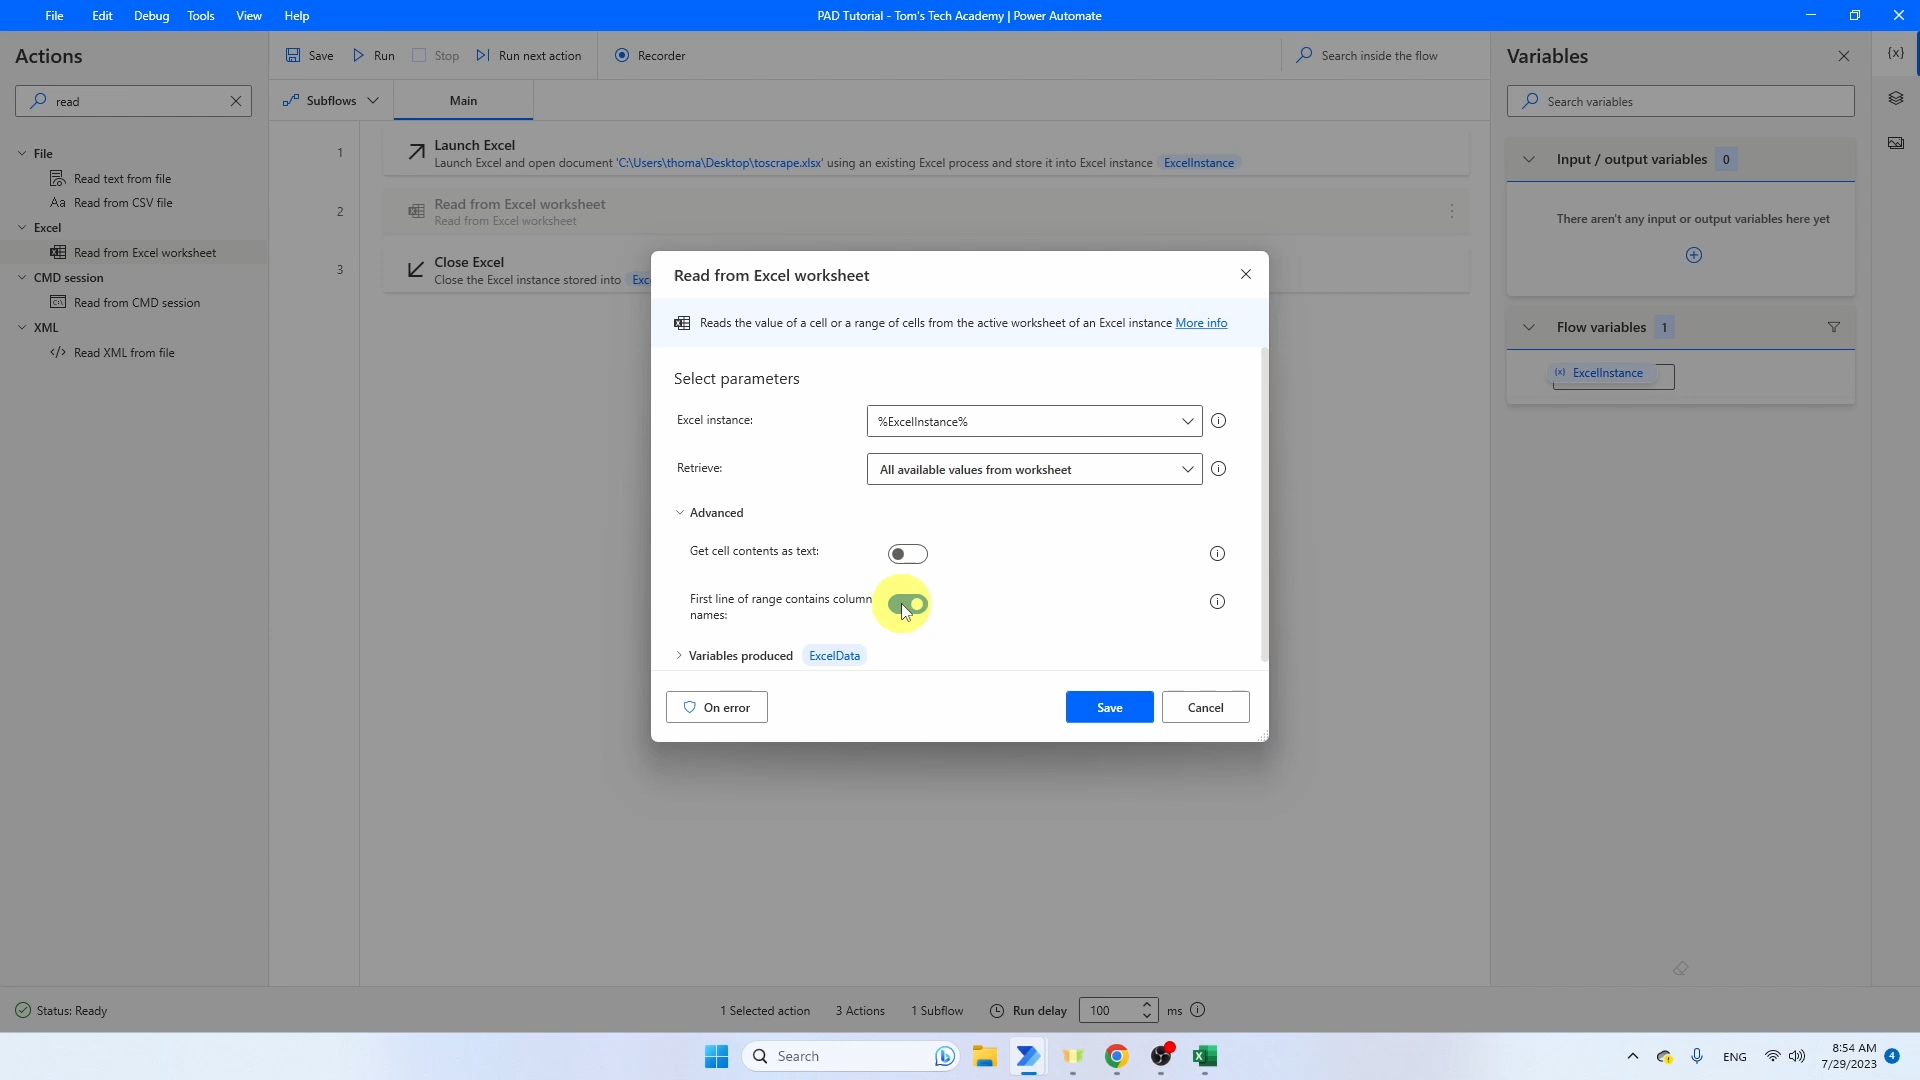 File Edit Debug Tools View Help
PAD Tutorial - Tom's Tech Academy | Power Automate
Actions
read
File
Read text from file
Aa Read from CSV file
Excel
Read from Excel worksheet
CMD session
Read from CMD session
XML
Read XML from file
Save Run Stop Run next action Recorder
Search inside the flow
Subflows Main
1
Launch Excel
Launch Excel and open document 'C:\Users\thoma\Desktop\toscrape.xlsx' using an existing Excel process and store it into Excel instance ExcelInstance
2
Read from Excel worksheet
Read from Excel worksheet
3
Close Excel
Close the Excel instance stored into
Read from Excel worksheet
Reads the value of a cell or a range of cells from the active worksheet of an Excel instance More info
Select parameters
Excel instance: %ExcelInstance%
Retrieve: All available values from worksheet
Advanced
Get cell contents as text:
First line of range contains column
names:
Variables produced ExcelData
On error Save Cancel
Variables
{x}
Search variables
Input / output variables 0
There aren't any input or output variables here yet
Flow variables 1
(x) ExcelInstance
Status: Ready 1 Selected action 3 Actions 1 Subflow Run delay 100 ms
Search
ENG
8:54 AM
7/29/2023
4